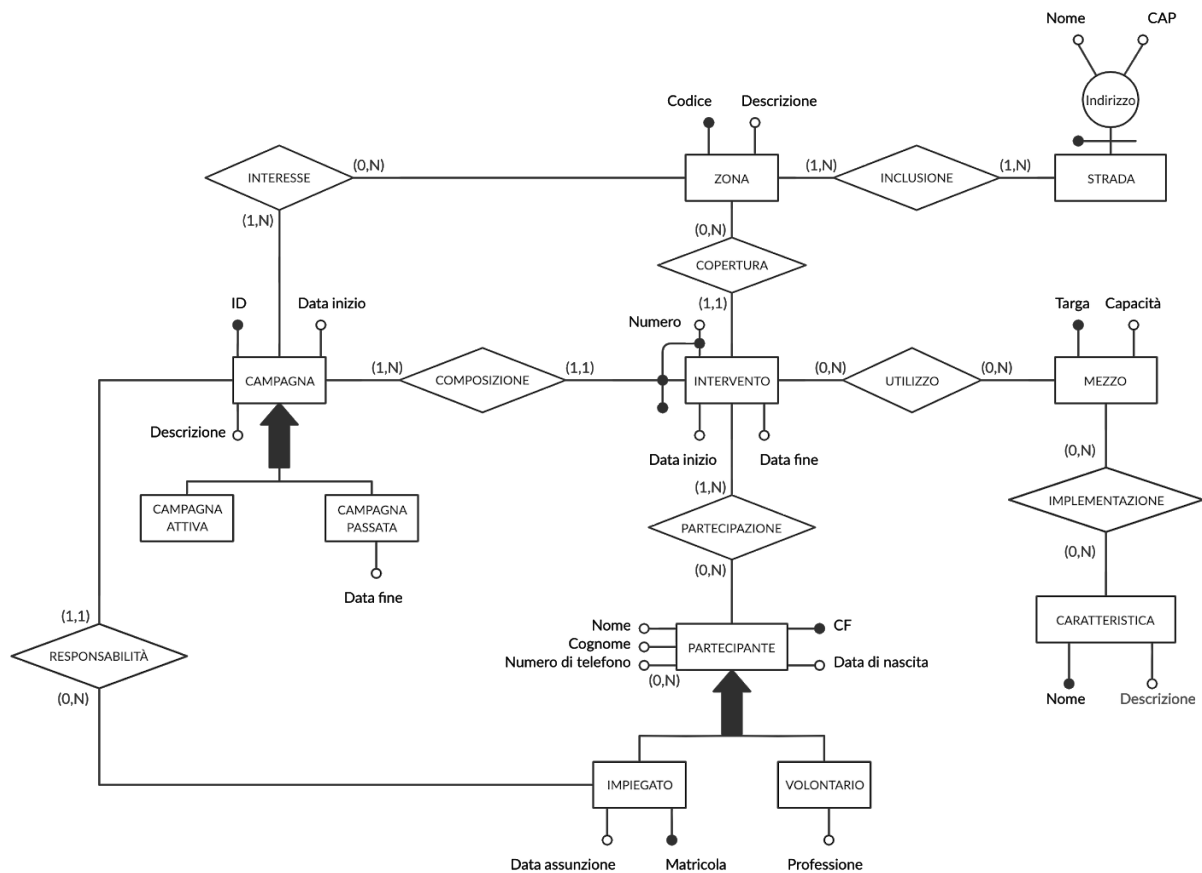 Nome CAP
Indirizzo
Codice Descrizione
INTERESSE (0,N) ZONA (1,N) INCLUSIONE (1,N) STRADA
(1,N) (0,N)
COPERTURA
ID Data inizio (1,1) Targa Capacità
Numero
CAMPAGNA (1,N) COMPOSIZIONE (1,1) INTERVENTO (0,N) UTILIZZO (0,N) MEZZO
Descrizione Data inizio Data fine (0,N)
(1,N)
CAMPAGNA ATTIVA
CAMPAGNA PASSATA
PARTECIPAZIONE IMPLEMENTAZIONE
(0,N) (0,N)
Data fine
(1,1) Nome CF CARATTERISTICA
RESPONSABILITÀ Cognome PARTECIPANTE
Numero di telefono Data di nascita
(0,N) (0,N) Nome Descrizione
IMPIEGATO VOLONTARIO
Data assunzione Matricola Professione